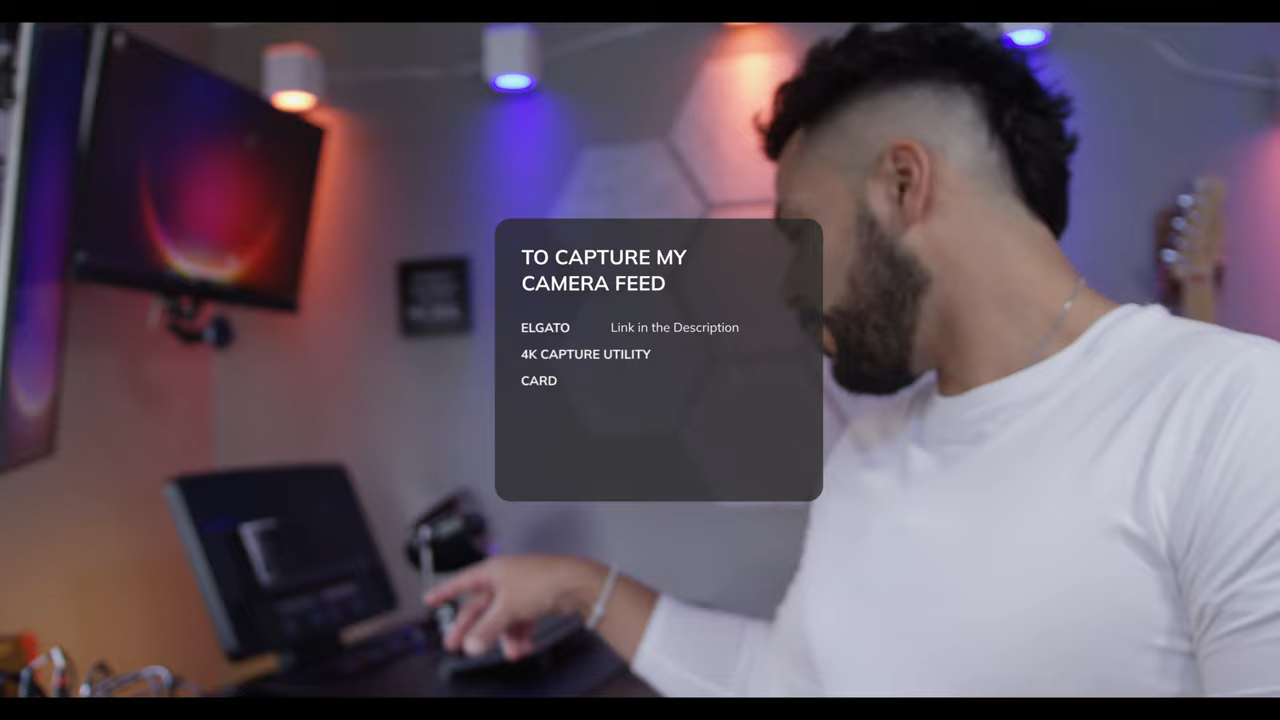 TO CAPTURE MY
CAMERA FEED
ELGATO Link in the Description
4K CAPTURE UTILITY
CARD